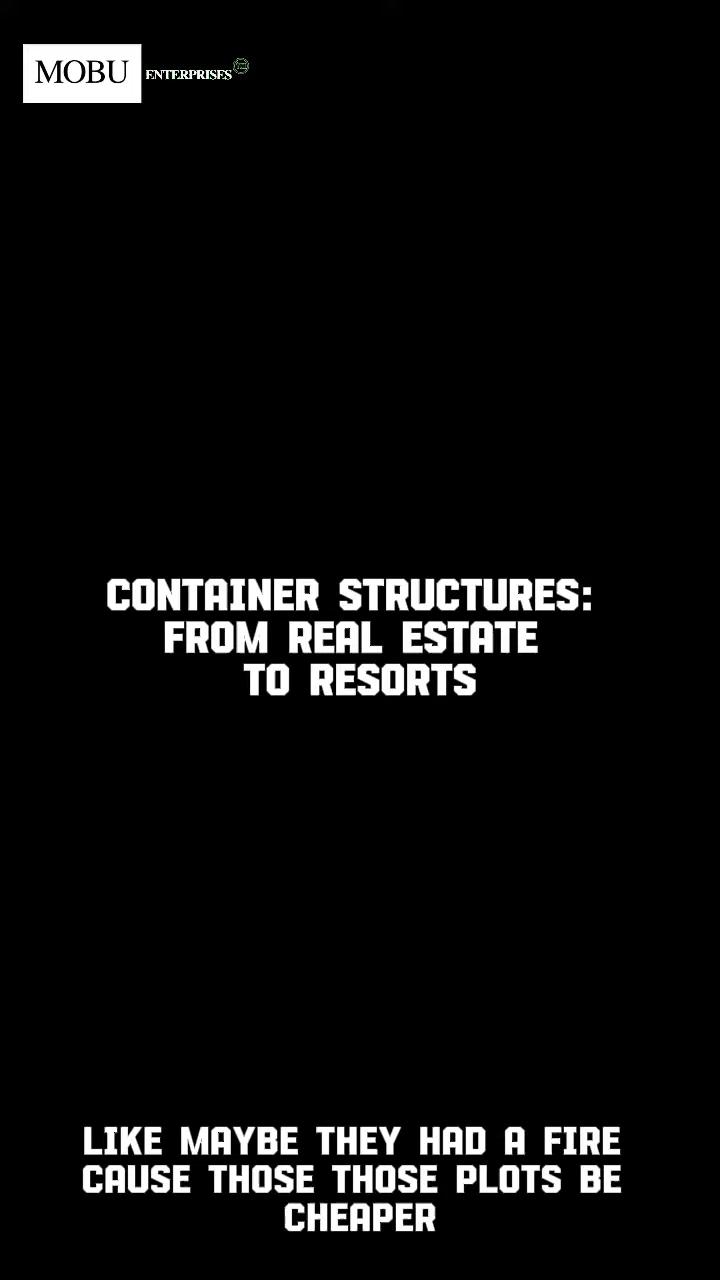 MOBU ENTERPRISES
CONTAINER STRUCTURES:
FROM REAL ESTATE
TO RESORTS
LIKE MAYBE THEY HAD A FIRE
CAUSE THOSE THOSE PLOTS BE
CHEAPER